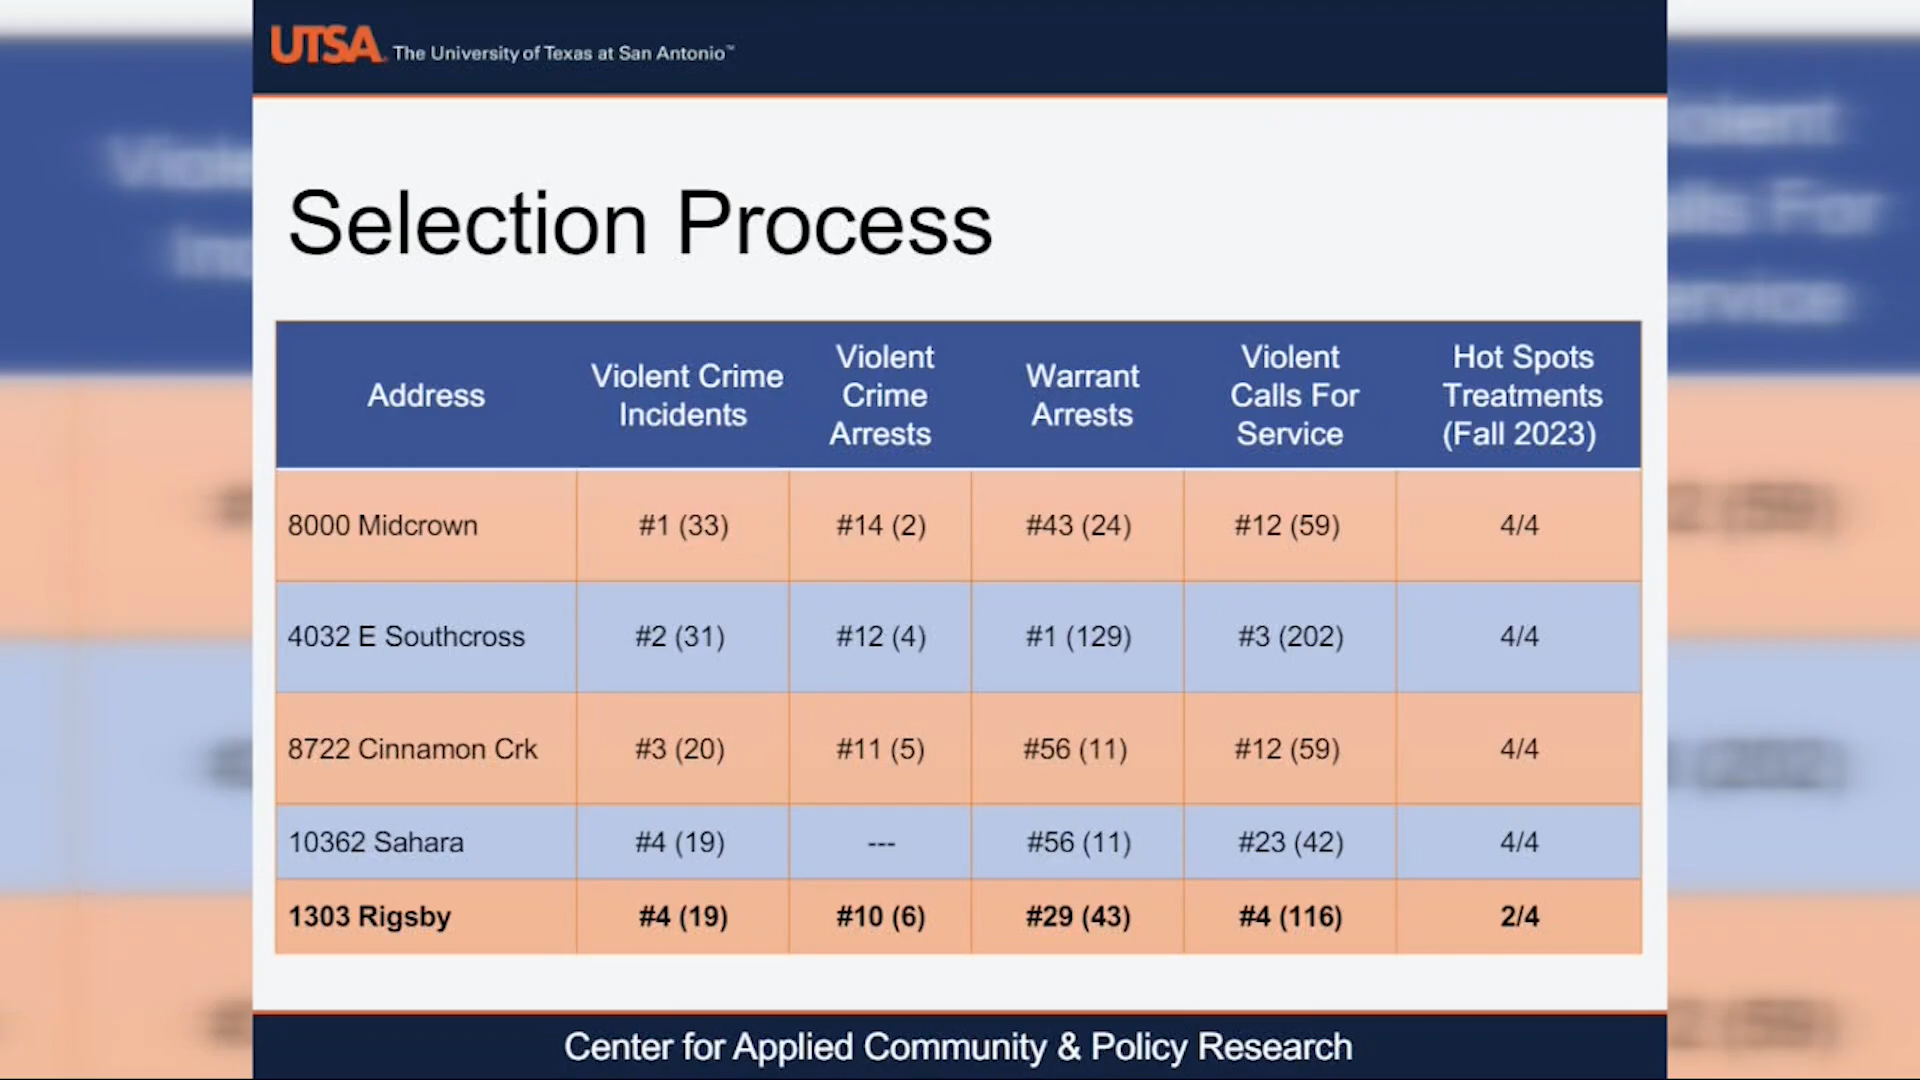 UTSA. The University of Texas at San Antonio™
Selection Process
Address
Violent Crime
Incidents
Violent
Crime
Arrests
Warrant
Arrests
Violent
Calls For
Service
Hot Spots
Treatments
(Fall 2023)
8000 Midcrown #1 (33) #14 (2) #43 (24) #12 (59) 4/4
4032 E Southcross #2 (31) #12 (4) #1 (129) #3 (202) 4/4
8722 Cinnamon Crk #3 (20) #11 (5) #56 (11) #12 (59) 4/4
10362 Sahara #4 (19) --- #56 (11) #23 (42) 4/4
1303 Rigsby #4 (19) #10 (6) #29 (43) #4 (116) 2/4
Center for Applied Community & Policy Research